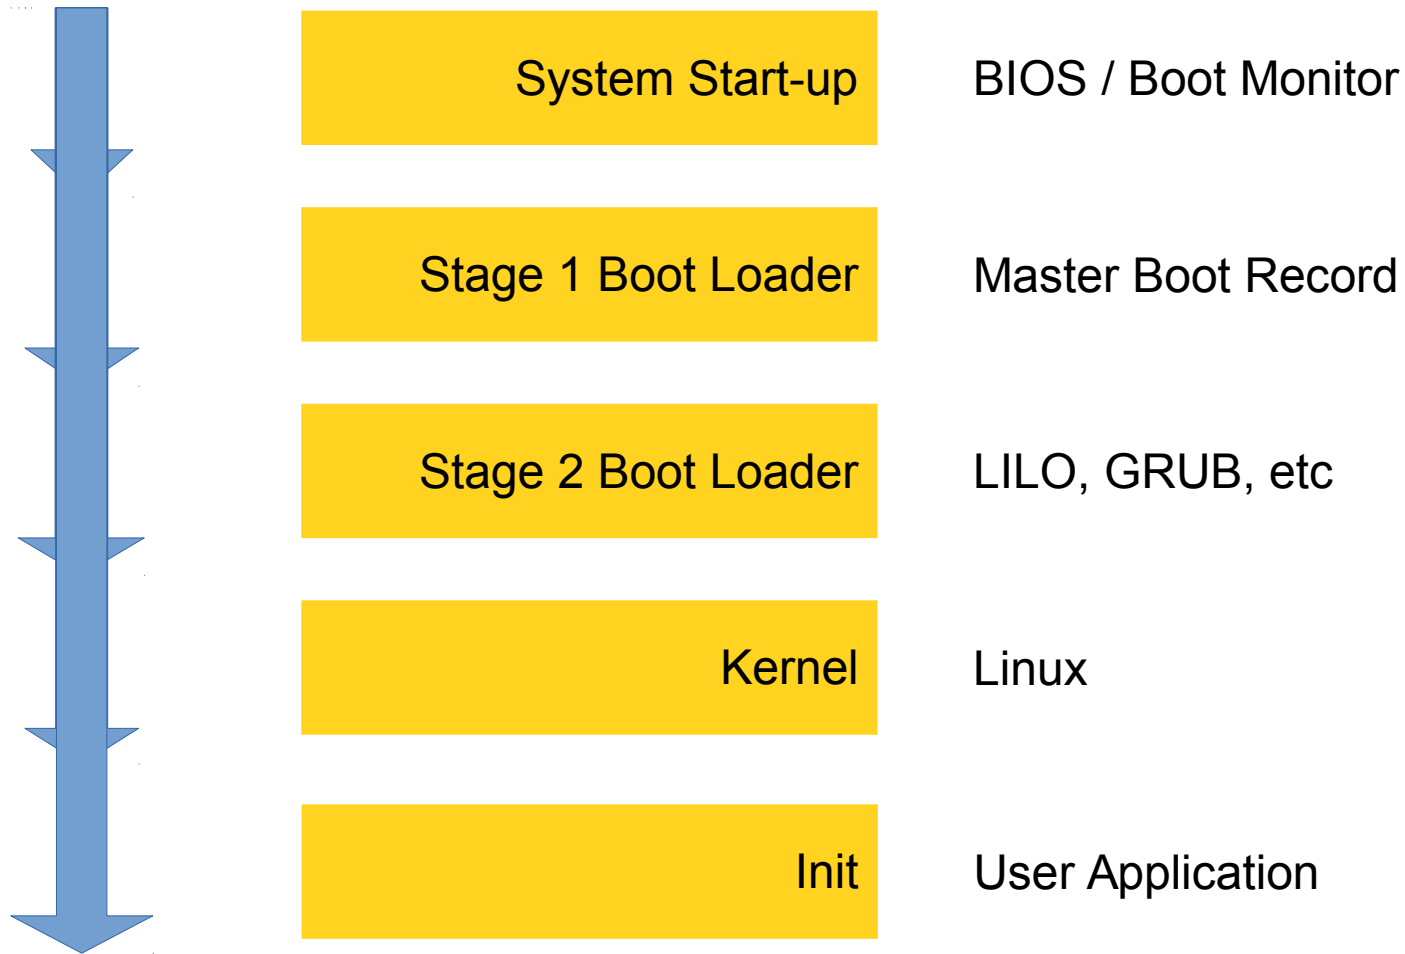 System Start-up BIOS / Boot Monitor
Stage 1 Boot Loader Master Boot Record
Stage 2 Boot Loader LILO, GRUB, etc
Kernel Linux
Init User Application